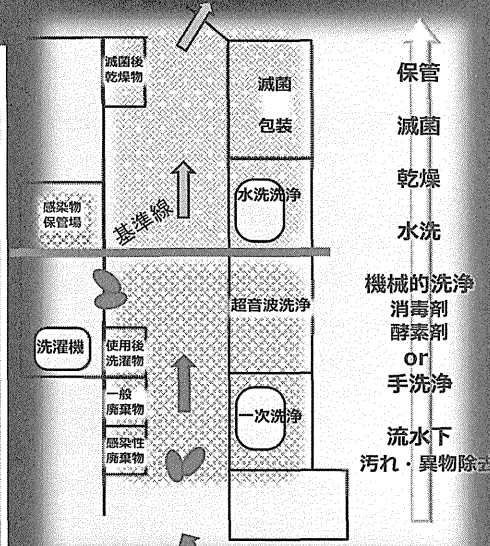 滅菌後
乾燥物
滅菌
包装
感染物
保管場
基準線
水洗洗浄
超音波洗浄
洗濯機
使用後
洗濯物
一般
廃棄物
感染性
廃棄物
一次洗浄
保管
滅菌
乾燥
水洗
機械的洗浄
消毒剤
酵素剤
or
手洗浄
流水下
汚れ・異物除去